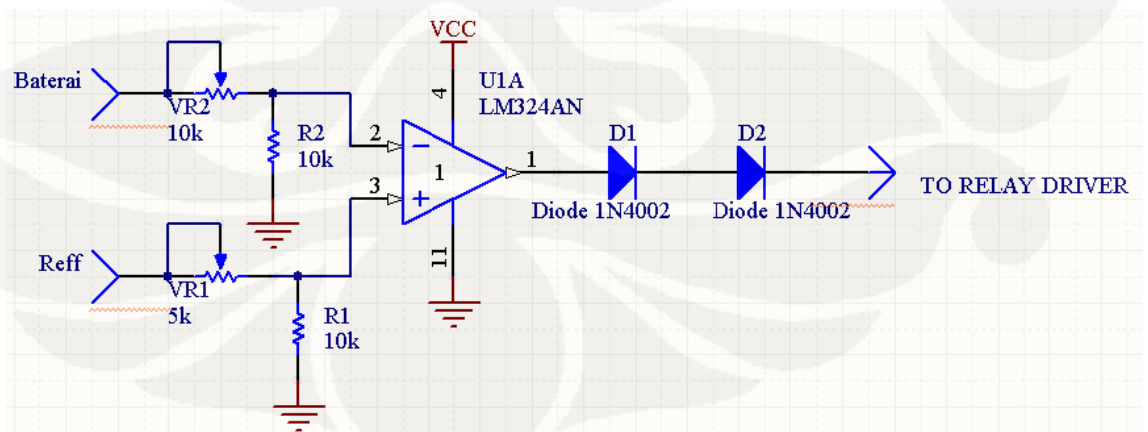 VCC
Baterai
VR2
10k
R2
10k
4
U1A
LM324AN
2
3
1
1
11
D1
Diode 1N4002
D2
Diode 1N4002
TO RELAY DRIVER
Reff
VR1
5k
R1
10k